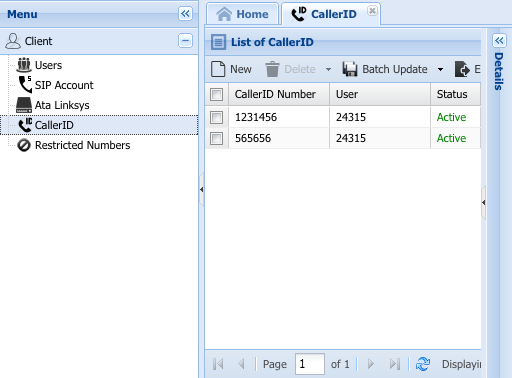 Menu
Client
Users
SIP Account
Ata Linksys
CallerID
Restricted Numbers
Home
CallerID
List of CallerID
New Delete Batch Update E
CallerID Number User Status
1231456 24315 Active
565656 24315 Active
Page 1 of 1 Displayi
Details